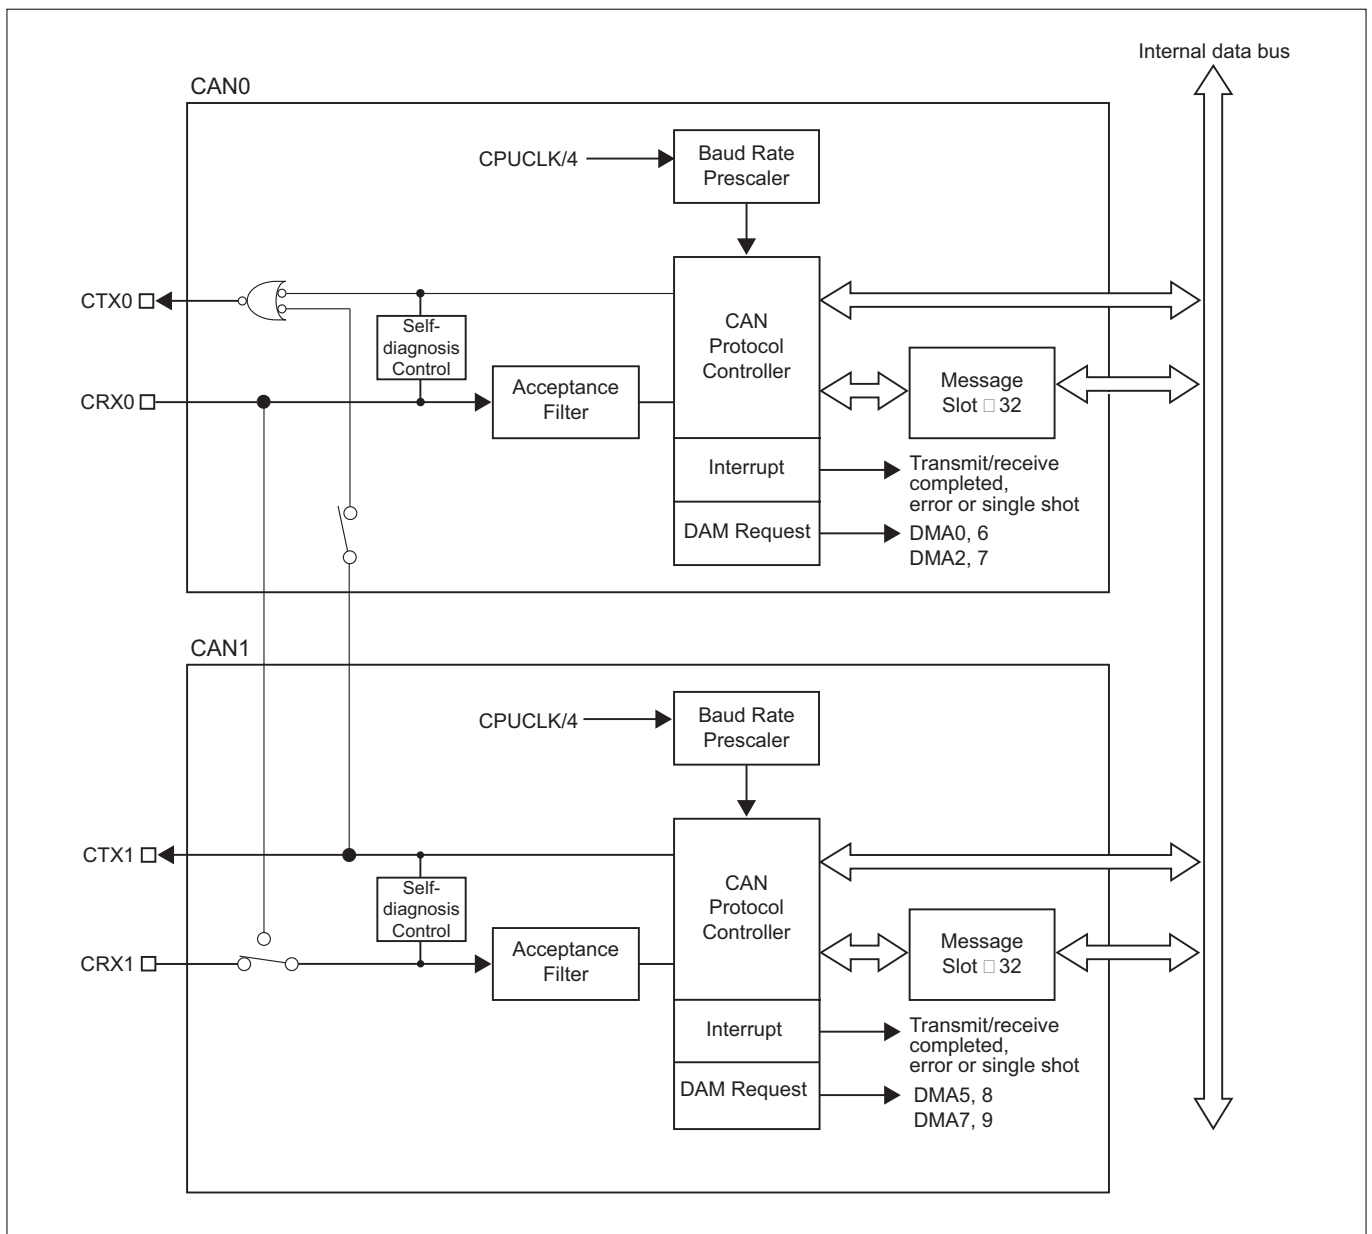 Internal data bus
CAN0
CPUCLK/4
Baud Rate
Prescaler
CTX0
Self-
diagnosis
Control
CAN
Protocol
Controller
CRX0
Acceptance
Filter
Message
Slot □ 32
Interrupt
Transmit/receive
completed,
error or single shot
DAM Request
DMA0, 6
DMA2, 7
CAN1
CPUCLK/4
Baud Rate
Prescaler
CTX1
Self-
diagnosis
Control
CAN
Protocol
Controller
CRX1
Acceptance
Filter
Message
Slot □ 32
Interrupt
Transmit/receive
completed,
error or single shot
DAM Request
DMA5, 8
DMA7, 9